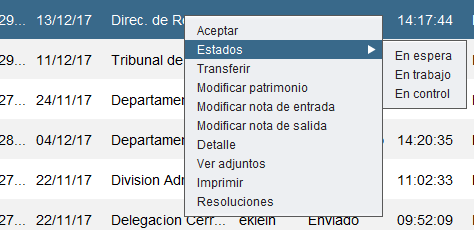 29... 13/12/17 Direc. de Re 14:17:44
Aceptar
Estados
En espera
En trabajo
En control
29... 11/12/17 Tribunal de
Transferir
Modificar patrimonio
27... 24/11/17 Departamen
Modificar nota de entrada
Modificar nota de salida
28... 04/12/17 Departamen 14:20:35
Detalle
Ver adjuntos
27... 22/11/17 Division Adr 11:02:33
Imprimir
Resoluciones
27... 22/11/17 Delegacion Cerr... eklein Enviado 09:52:09